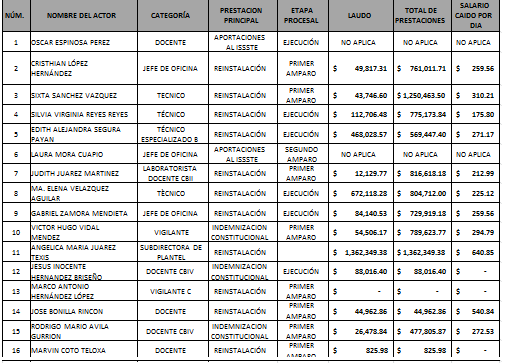 NÚM. NOMBRE DEL ACTOR CATEGORÍA PRESTACION PRINCIPAL ETAPA PROCESAL LAUDO TOTAL DE PRESTACIONES SALARIO CAIDO POR DIA
1 OSCAR ESPINOSA PEREZ DOCENTE APORTACIONES AL ISSSTE EJECUCIÓN NO APLICA NO APLICA NO APLICA
2 CRISTHIAN LÓPEZ HERNÁNDEZ JEFE DE OFICINA REINSTALACIÓN PRIMER AMPARO $ 49,817.31 $ 761,011.71 $ 259.56
3 SIXTA SANCHEZ VAZQUEZ TECNICO REINSTALACIÓN PRIMER AMPARO $ 43,746.60 $ 1,250,463.50 $ 310.21
4 SILVIA VIRGINIA REYES REYES TÉCNICO REINSTALACIÓN EJECUCIÓN $ 112,706.48 $ 775,173.84 $ 175.80
5 EDITH ALEJANDRA SEGURA PAYAN TÉCNICO ESPECIALIZADO B REINSTALACIÓN EJECUCIÓN $ 468,028.57 $ 569,447.40 $ 271.17
6 LAURA MORA CUAPIO JEFE DE OFICINA APORTACIONES AL ISSSTE SEGUNDO AMPARO NO APLICA NO APLICA NO APLICA
7 JUDITH JUAREZ MARTINEZ LABORATORISTA DOCENTE CBII REINSTALACIÓN PRIMER AMPARO $ 12,129.77 $ 816,618.18 $ 212.99
8 MA. ELENA VELAZQUEZ AGUILAR TÈCNICO REINSTALACIÓN EJECUCIÓN $ 672,118.28 $ 804,712.00 $ 225.12
9 GABRIEL ZAMORA MENDIETA JEFE DE OFICINA REINSTALACIÓN EJECUCIÓN $ 84,140.53 $ 729,919.18 $ 259.56
10 VICTOR HUGO VIDAL MENDEZ VIGILANTE INDEMNIZACION CONSTITUCIONAL PRIMER AMPARO $ 54,506.17 $ 789,623.77 $ 294.79
11 ANGELICA MARIA JUAREZ TEXIS SUBDIRECTORA DE PLANTEL REINSTALACIÓN $ 1,362,349.38 $ 1,362,349.38 $ 640.85
12 JESUS INOCENTE HERNANDEZ BRISEÑO DOCENTE CBIV INDEMNIZACION CONSTITUCIONAL EJECUCIÓN $ 88,016.40 $ 88,016.40 $ -
13 MARCO ANTONIO HERNÁNDEZ LÓPEZ VIGILANTE C REINSTALACIÓN PRIMER AMPARO $ - $ - $ -
14 JOSE BONILLA RINCON DOCENTE REINSTALACIÓN PRIMER AMPARO $ 44,962.86 $ 44,962.86 $ 540.84
15 RODRIGO MARIO AVILA GURRION DOCENTE CBIV INDEMNIZACION CONSTITUCIONAL PRIMER AMPARO $ 26,478.84 $ 477,805.87 $ 272.53
16 MARVIN COTO TELOXA DOCENTE REINSTALACIÓN PRIMER AMPARO $ 825.98 $ 825.98 $ -